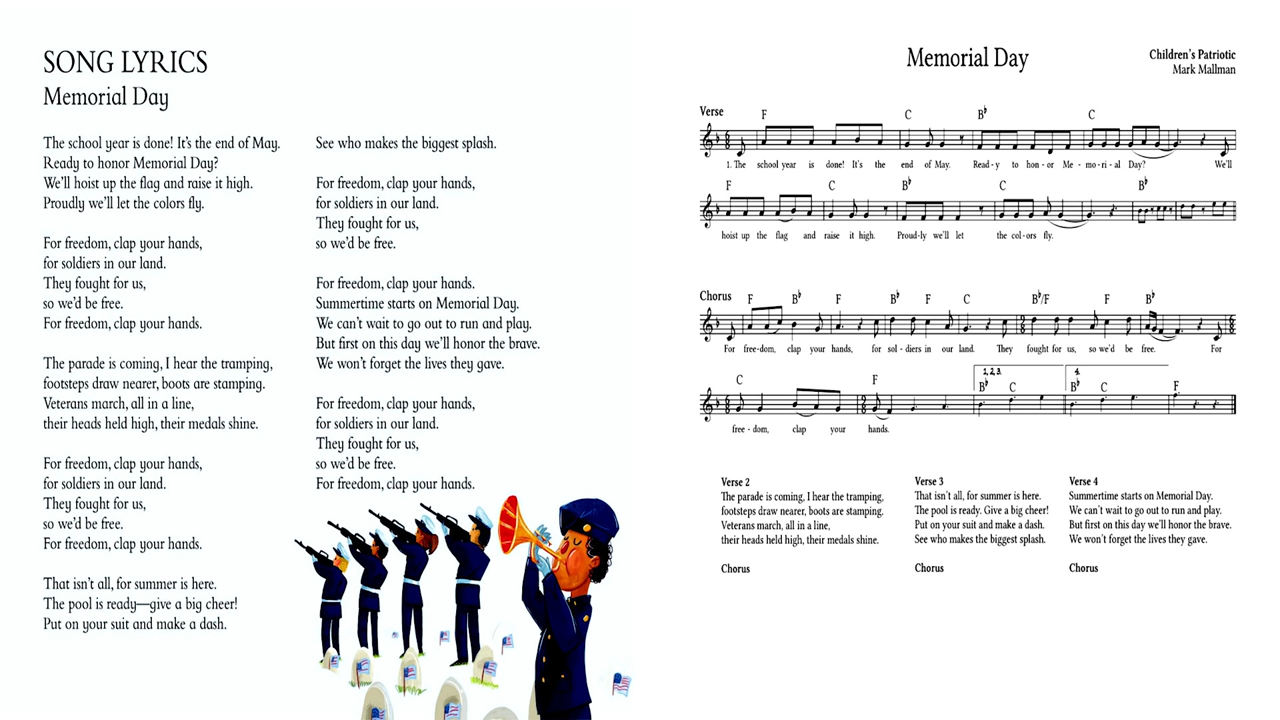 SONG LYRICS
Memorial Day
The school year is done! It's the end of May.
Ready to honor Memorial Day?
We'll hoist up the flag and raise it high.
Proudly we'll let the colors fly.
For freedom, clap your hands,
for soldiers in our land.
They fought for us,
so we'd be free.
For freedom, clap your hands.
The parade is coming, I hear the tramping,
footsteps draw nearer, boots are stamping.
Veterans march, all in a line,
their heads held high, their medals shine.
For freedom, clap your hands,
for soldiers in our land.
They fought for us,
so we'd be free.
For freedom, clap your hands.
That isn't all, for summer is here.
The pool is ready—give a big cheer!
Put on your suit and make a dash.
See who makes the biggest splash.
For freedom, clap your hands,
for soldiers in our land.
They fought for us,
so we'd be free.
For freedom, clap your hands.
Summertime starts on Memorial Day.
We can't wait to go out to run and play.
But first on this day we'll honor the brave.
We won't forget the lives they gave.
For freedom, clap your hands,
for soldiers in our land.
They fought for us,
so we'd be free.
For freedom, clap your hands.
Memorial Day
Children's Patriotic
Mark Mallman
Verse
F C B♭ C
1. The school year is done! It's the end of May. Read-y to hon-or Me-mo-ri-al Day? We'll
F C B♭ C B♭
hoist up the flag and raise it high. Proud-ly we'll let the col-ors fly.
Chorus
F B♭ F B♭ F C B♭/F F B♭
For free-dom, clap your hands, for sol-diers in our land. They fought for us, so we'd be free. For
1. 2. 3. 4.
C F B♭ C B♭ C F
free-dom, clap your hands.
Verse 2
The parade is coming, I hear the tramping,
footsteps draw nearer, boots are stamping.
Veterans march, all in a line,
their heads held high, their medals shine.
Chorus
Verse 3
That isn't all, for summer is here.
The pool is ready. Give a big cheer!
Put on your suit and make a dash.
See who makes the biggest splash.
Chorus
Verse 4
Summertime starts on Memorial Day.
We can't wait to go out to run and play.
But first on this day we'll honor the brave.
We won't forget the lives they gave.
Chorus